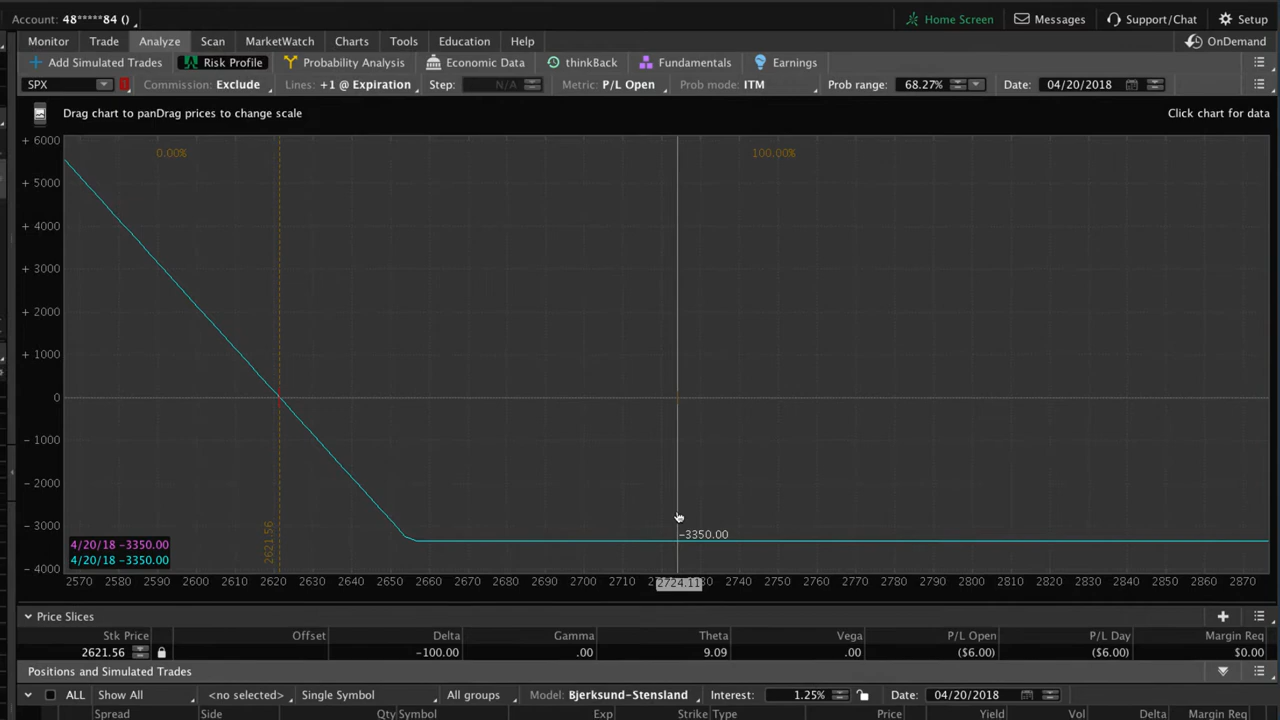 Account: 48*****84 ()
Home Screen Messages Support/Chat Setup
Monitor Trade Analyze Scan MarketWatch Charts Tools Education Help OnDemand
Add Simulated Trades Risk Profile Probability Analysis Economic Data thinkBack Fundamentals Earnings
SPX Commission: Exclude Lines: +1 @ Expiration Step: N/A Metric: P/L Open Prob mode: ITM Prob range: 68.27% Date: 04/20/2018
Drag chart to panDrag prices to change scale Click chart for data
+ 6000
0.00% 100.00%
+ 5000
+ 4000
+ 3000
+ 2000
+ 1000
0
- 1000
- 2000
- 3000
- 4000
2621.56
-3350.00
4/20/18 -3350.00
4/20/18 -3350.00
2570 2580 2590 2600 2610 2620 2630 2640 2650 2660 2670 2680 2690 2700 2710 2724.11 2740 2750 2760 2770 2780 2790 2800 2810 2820 2830 2840 2850 2860 2870
Price Slices
Stk Price Offset Delta Gamma Theta Vega P/L Open P/L Day Margin Req
2621.56 -100.00 .00 9.09 .00 ($6.00) ($6.00) $0.00
Positions and Simulated Trades
ALL Show All <no selected> Single Symbol All groups Model: Bjerksund-Stensland Interest: 1.25% Date: 04/20/2018
Spread Side Qty Symbol Exp Strike Type Price Yield Vol Delta Margin Req